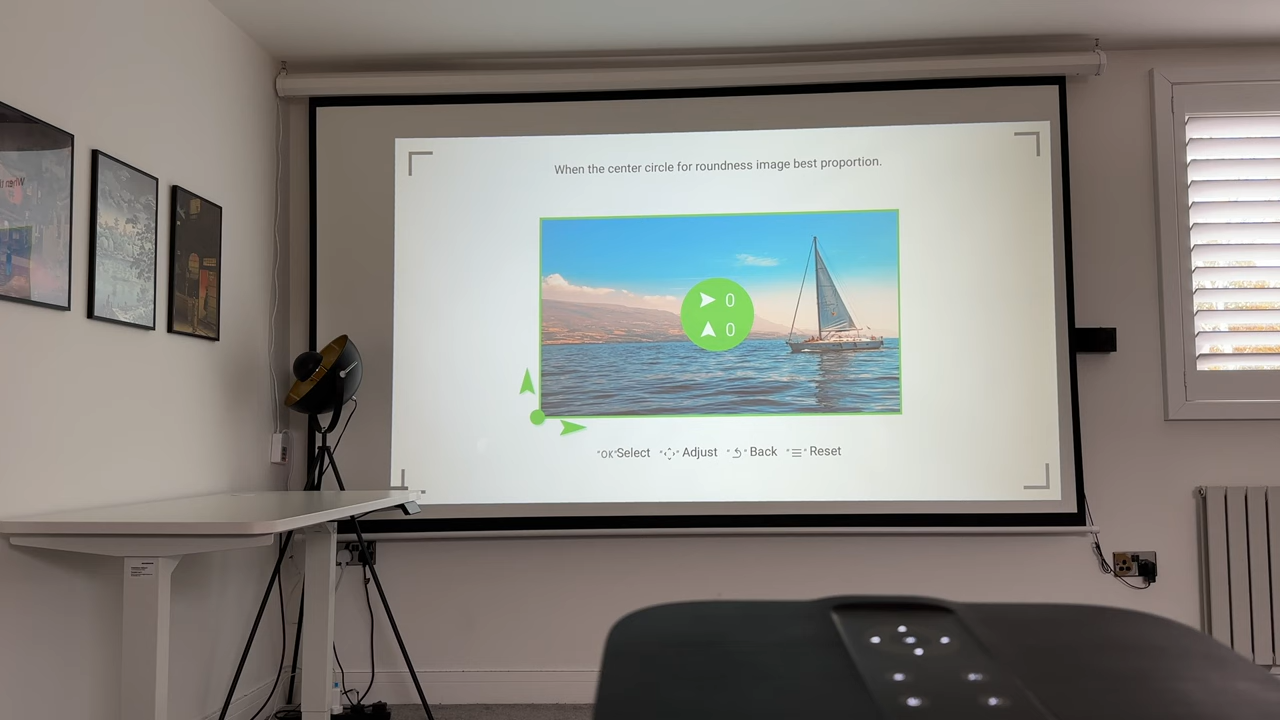 When the center circle for roundness image best proportion.
0
0
"OK"Select Adjust Back Reset